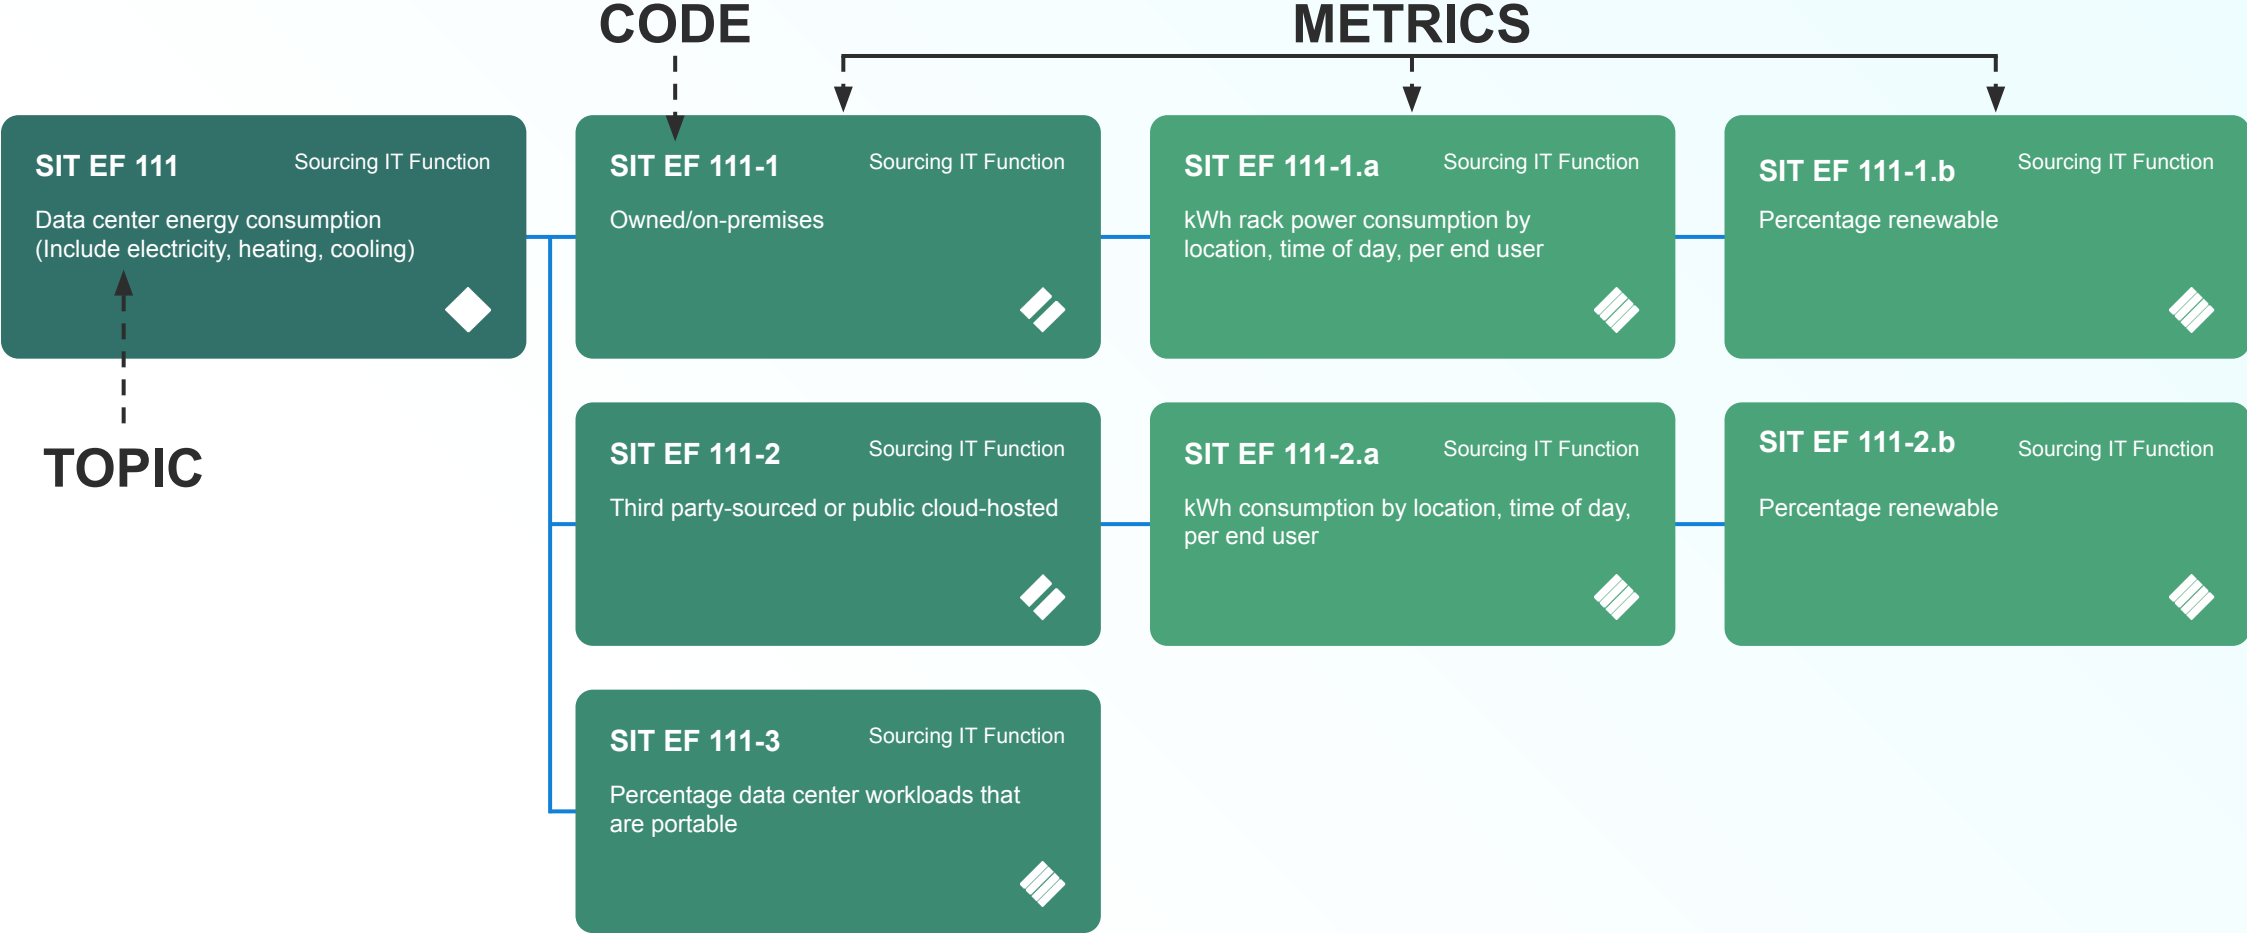 CODE
METRICS
SIT EF 111
Sourcing IT Function
Data center energy consumption
(Include electricity, heating, cooling)
TOPIC
SIT EF 111-1
Sourcing IT Function
Owned/on-premises
SIT EF 111-1.a
Sourcing IT Function
kWh rack power consumption by
location, time of day, per end user
SIT EF 111-1.b
Sourcing IT Function
Percentage renewable
SIT EF 111-2
Sourcing IT Function
Third party-sourced or public cloud-hosted
SIT EF 111-2.a
Sourcing IT Function
kWh consumption by location, time of day,
per end user
SIT EF 111-2.b
Sourcing IT Function
Percentage renewable
SIT EF 111-3
Sourcing IT Function
Percentage data center workloads that
are portable